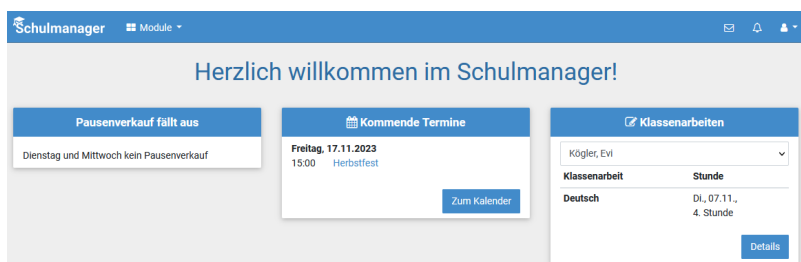 Schulmanager Module
Herzlich willkommen im Schulmanager!
Pausenverkauf fällt aus
Dienstag und Mittwoch kein Pausenverkauf
Kommende Termine
Freitag, 17.11.2023
15:00 Herbstfest
Zum Kalender
Klassenarbeiten
Kögler, Evi
Klassenarbeit Stunde
Deutsch Di., 07.11.,
4. Stunde
Details